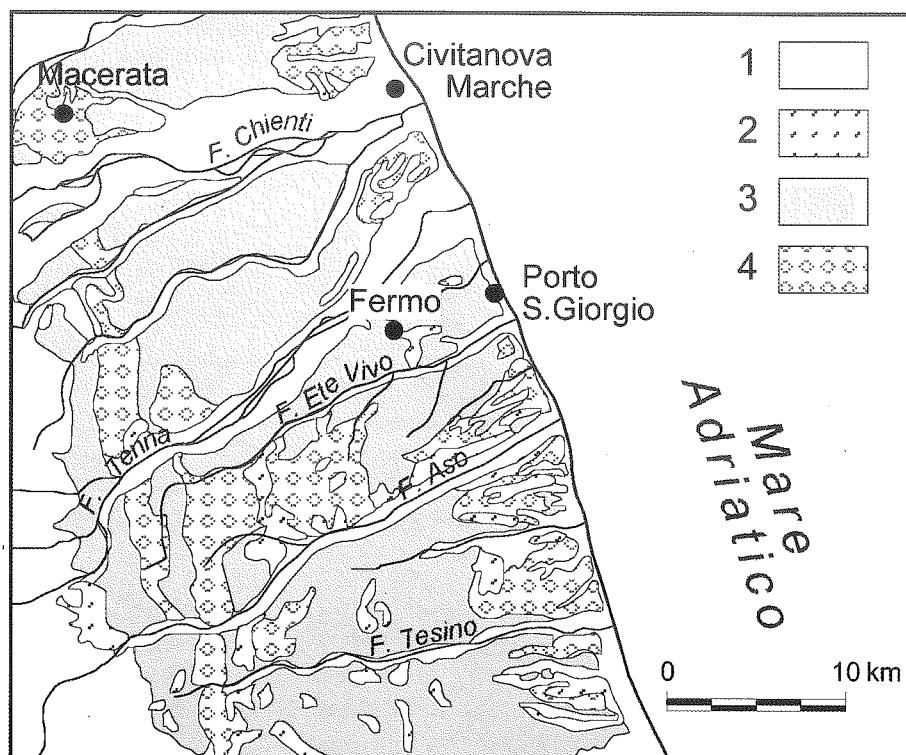 Macerata
Civitanova
Marche
F. Chienti
1
2
3
4
Porto
S.Giorgio
Fermo
F. Ete Vivo
F. Tenna
F. Aso
F. Tesino
Mare
Adriatico
0 10 km